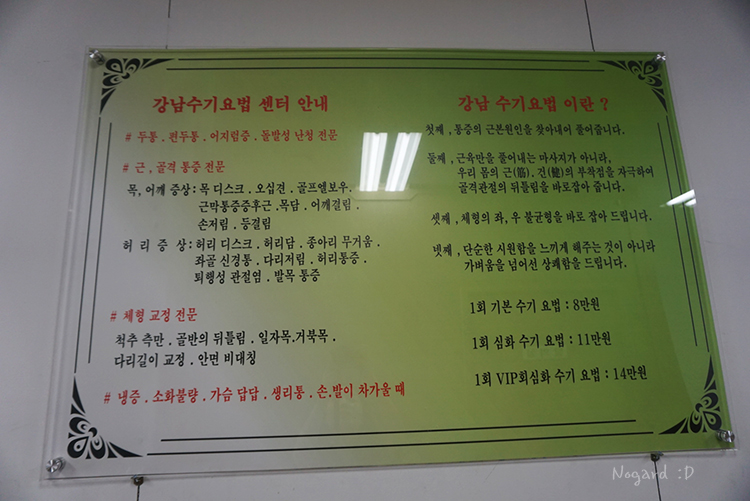 강남수기요법 센터 안내
# 두통 . 편두통 . 어지럼증 . 돌발성 난청 전문
# 근 , 골격 통증 전문
목, 어깨 증상 : 목 디스크 . 오십견 . 골프엘보우.
근막통증증후근 .목담 . 어깨결림 .
손저림 . 등결림
허 리 증 상 : 허리 디스크 . 허리담 . 종아리 무거움 .
좌골 신경통 . 다리저림 . 허리통증 .
퇴행성 관절염 . 발목 통증
# 체형 교정 전문
척추 측만 . 골반의 뒤틀림 . 일자목.거북목 .
다리길이 교정 . 안면 비대칭
# 냉증 . 소화불량 . 가슴 답답 . 생리통 . 손.발이 차가울 때
강남 수기요법 이란 ?
첫째 , 통증의 근본원인을 찾아내어 풀어줍니다.
둘째 , 근육만을 풀어내는 마사지가 아니라,
우리 몸의 근(筋). 건(腱)의 부착점을 자극하여
골격관절의 뒤틀림을 바로잡아 줍니다.
셋째 , 체형의 좌, 우 불균형을 바로 잡아 드립니다.
넷째 , 단순한 시원함을 느끼게 해주는 것이 아니라
가벼움을 넘어선 상쾌함을 드립니다.
1회 기본 수기 요법 : 8만원
1회 심화 수기 요법 : 11만원
1회 VIP회심화 수기 요법 : 14만원
Nogard :D